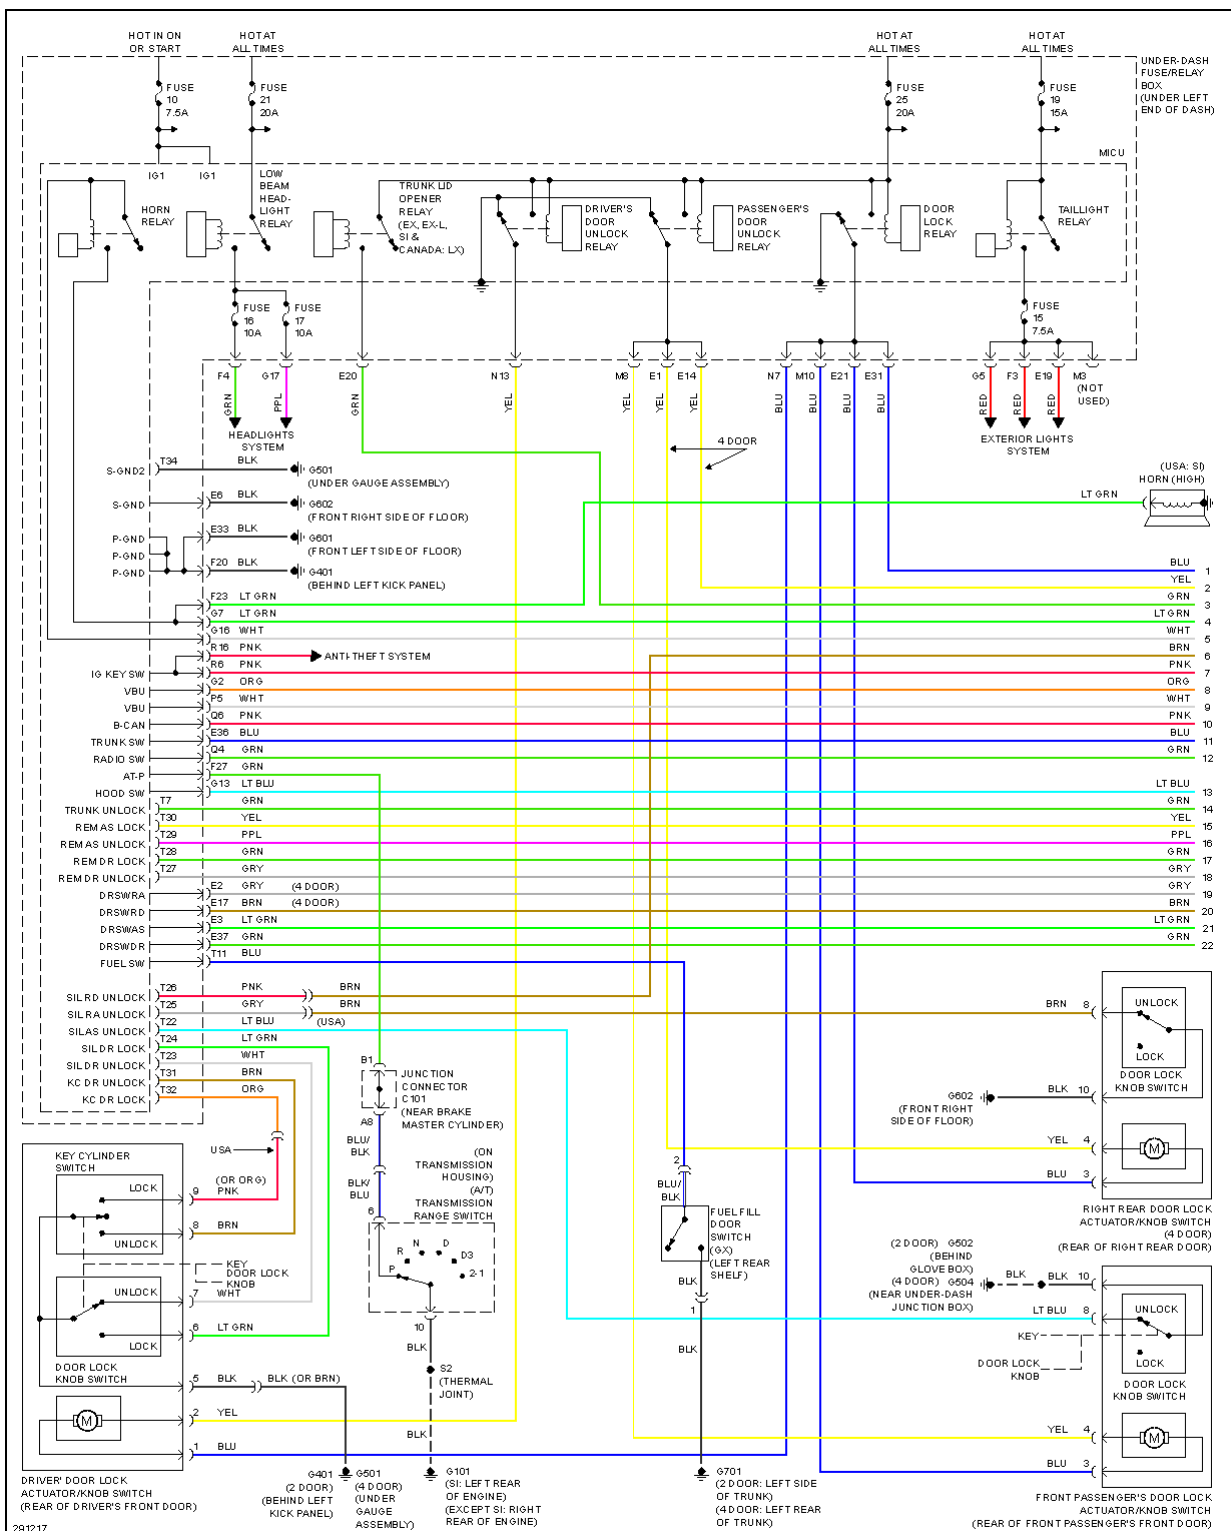 HOT IN ON
OR START
HOT AT
ALL TIMES
HOT AT
ALL TIMES
HOT AT
ALL TIMES
UNDER-DASH
FUSE/RELAY
BOX
(UNDER LEFT
END OF DASH)
FUSE
10
7.5A
FUSE
21
20A
FUSE
25
20A
FUSE
19
15A
MICU
IG1
IG1
HORN
RELAY
LOW
BEAM
HEAD-
LIGHT
RELAY
TRUNK LID
OPENER
RELAY
(EX, EX-L,
SI &
CANADA: LX)
DRIVER'S
DOOR
UNLOCK
RELAY
PASSENGER'S
DOOR
UNLOCK
RELAY
DOOR
LOCK
RELAY
TAILLIGHT
RELAY
FUSE
16
10A
FUSE
17
10A
FUSE
15
7.5A
F4
G17
E20
N13
M8
E1
E14
N7
M10
E21
E31
G5
F3
E19
M3
(NOT
USED)
GRN
PPL
GRN
YEL
YEL
YEL
YEL
BLU
BLU
BLU
BLU
RED
RED
RED
HEADLIGHTS
SYSTEM
4 DOOR
EXTERIOR LIGHTS
SYSTEM
S-GND2
T34
BLK
G501
(UNDER GAUGE ASSEMBLY)
(USA: SI)
HORN (HIGH)
LT GRN
S-GND
E6
BLK
G602
(FRONT RIGHT SIDE OF FLOOR)
P-GND
E33
BLK
G601
(FRONT LEFT SIDE OF FLOOR)
P-GND
P-GND
F20
BLK
G401
(BEHIND LEFT KICK PANEL)
BLU
1
YEL
2
F23
LT GRN
GRN
3
G7
LT GRN
LT GRN
4
G16
WHT
WHT
5
R16
PNK
ANTI-THEFT SYSTEM
BRN
6
IG KEY SW
R6
PNK
PNK
7
VBU
G2
ORG
ORG
8
VBU
P5
WHT
WHT
9
B-CAN
Q6
PNK
PNK
10
TRUNK SW
E36
BLU
BLU
11
RADIO SW
Q4
GRN
GRN
12
AT-P
F27
GRN
HOOD SW
G13
LT BLU
LT BLU
13
TRUNK UNLOCK
T7
GRN
GRN
14
REM AS LOCK
T30
YEL
YEL
15
REM AS UNLOCK
T29
PPL
PPL
16
REM DR LOCK
T28
GRN
GRN
17
REM DR UNLOCK
T27
GRY
GRY
18
DRSWRA
E2
GRY
(4 DOOR)
GRY
19
DRSWRD
E17
BRN
(4 DOOR)
BRN
20
DRSWAS
E3
LT GRN
LT GRN
21
DRSWDR
E37
GRN
GRN
22
FUEL SW
T11
BLU
SIL RD UNLOCK
T26
PNK
BRN
SIL RA UNLOCK
T25
GRY
BRN
(USA)
SIL AS UNLOCK
T22
LT BLU
SIL DR LOCK
T24
LT GRN
SIL DR UNLOCK
T23
WHT
KC DR UNLOCK
T31
BRN
KC DR LOCK
T32
ORG
BRN
8
UNLOCK
LOCK
DOOR LOCK
KNOB SWITCH
G602
(FRONT RIGHT
SIDE OF FLOOR)
BLK
10
YEL
4
M
BLU
3
RIGHT REAR DOOR LOCK
ACTUATOR/KNOB SWITCH
(4 DOOR)
(REAR OF RIGHT REAR DOOR)
B1
JUNCTION
CONNECTOR
C101
(NEAR BRAKE
MASTER CYLINDER)
A8
BLU/
BLK
BLK/
BLU
6
(ON
TRANSMISSION
HOUSING)
(A/T)
TRANSMISSION
RANGE SWITCH
P
R
N
D
D3
2-1
10
BLK
S2
(THERMAL
JOINT)
BLK
G101
(SI: LEFT REAR
OF ENGINE)
(EXCEPT SI: RIGHT
REAR OF ENGINE)
2
BLU/
BLK
FUEL FILL
DOOR
SWITCH
(GX)
(LEFT REAR
SHELF)
BLK
1
BLK
G701
(2 DOOR: LEFT SIDE
OF TRUNK)
(4 DOOR: LEFT REAR
OF TRUNK)
KEY CYLINDER
SWITCH
USA
(OR ORG)
LOCK
9
PNK
UNLOCK
8
BRN
KEY
DOOR LOCK
KNOB
UNLOCK
7
WHT
LOCK
6
LT GRN
DOOR LOCK
KNOB SWITCH
5
BLK
BLK (OR BRN)
M
2
YEL
1
BLU
DRIVER' DOOR LOCK
ACTUATOR/KNOB SWITCH
(REAR OF DRIVER'S FRONT DOOR)
G401
(2 DOOR)
(BEHIND LEFT
KICK PANEL)
G501
(4 DOOR)
(UNDER
GAUGE
ASSEMBLY)
(2 DOOR) G502
(BEHIND
GLOVE BOX)
(4 DOOR) G504
(NEAR UNDER-DASH
JUNCTION BOX)
BLK
BLK
10
LT BLU
8
UNLOCK
KEY
LOCK
DOOR LOCK
KNOB
DOOR LOCK
KNOB SWITCH
YEL
4
M
BLU
3
FRONT PASSENGER'S DOOR LOCK
ACTUATOR/KNOB SWITCH
(REAR OF FRONT PASSENGER'S FRONT DOOR)
291217